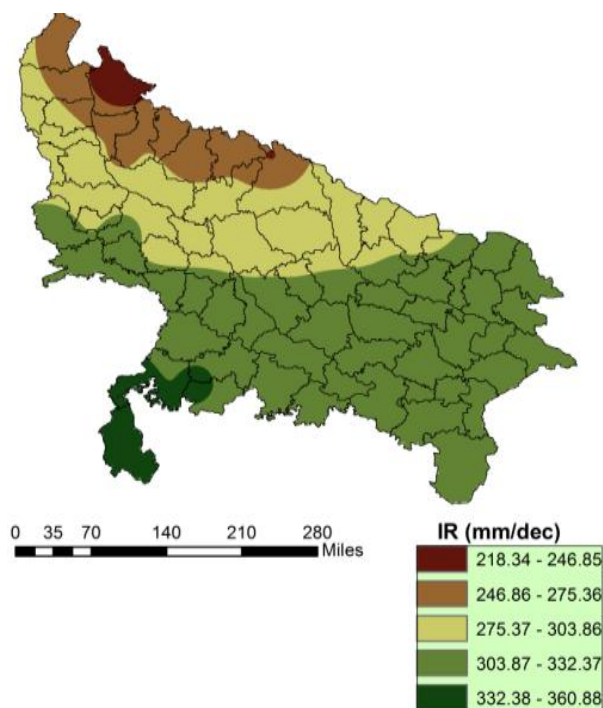 0 35 70 140 210 280
Miles
IR (mm/dec)
218.34 - 246.85
246.86 - 275.36
275.37 - 303.86
303.87 - 332.37
332.38 - 360.88